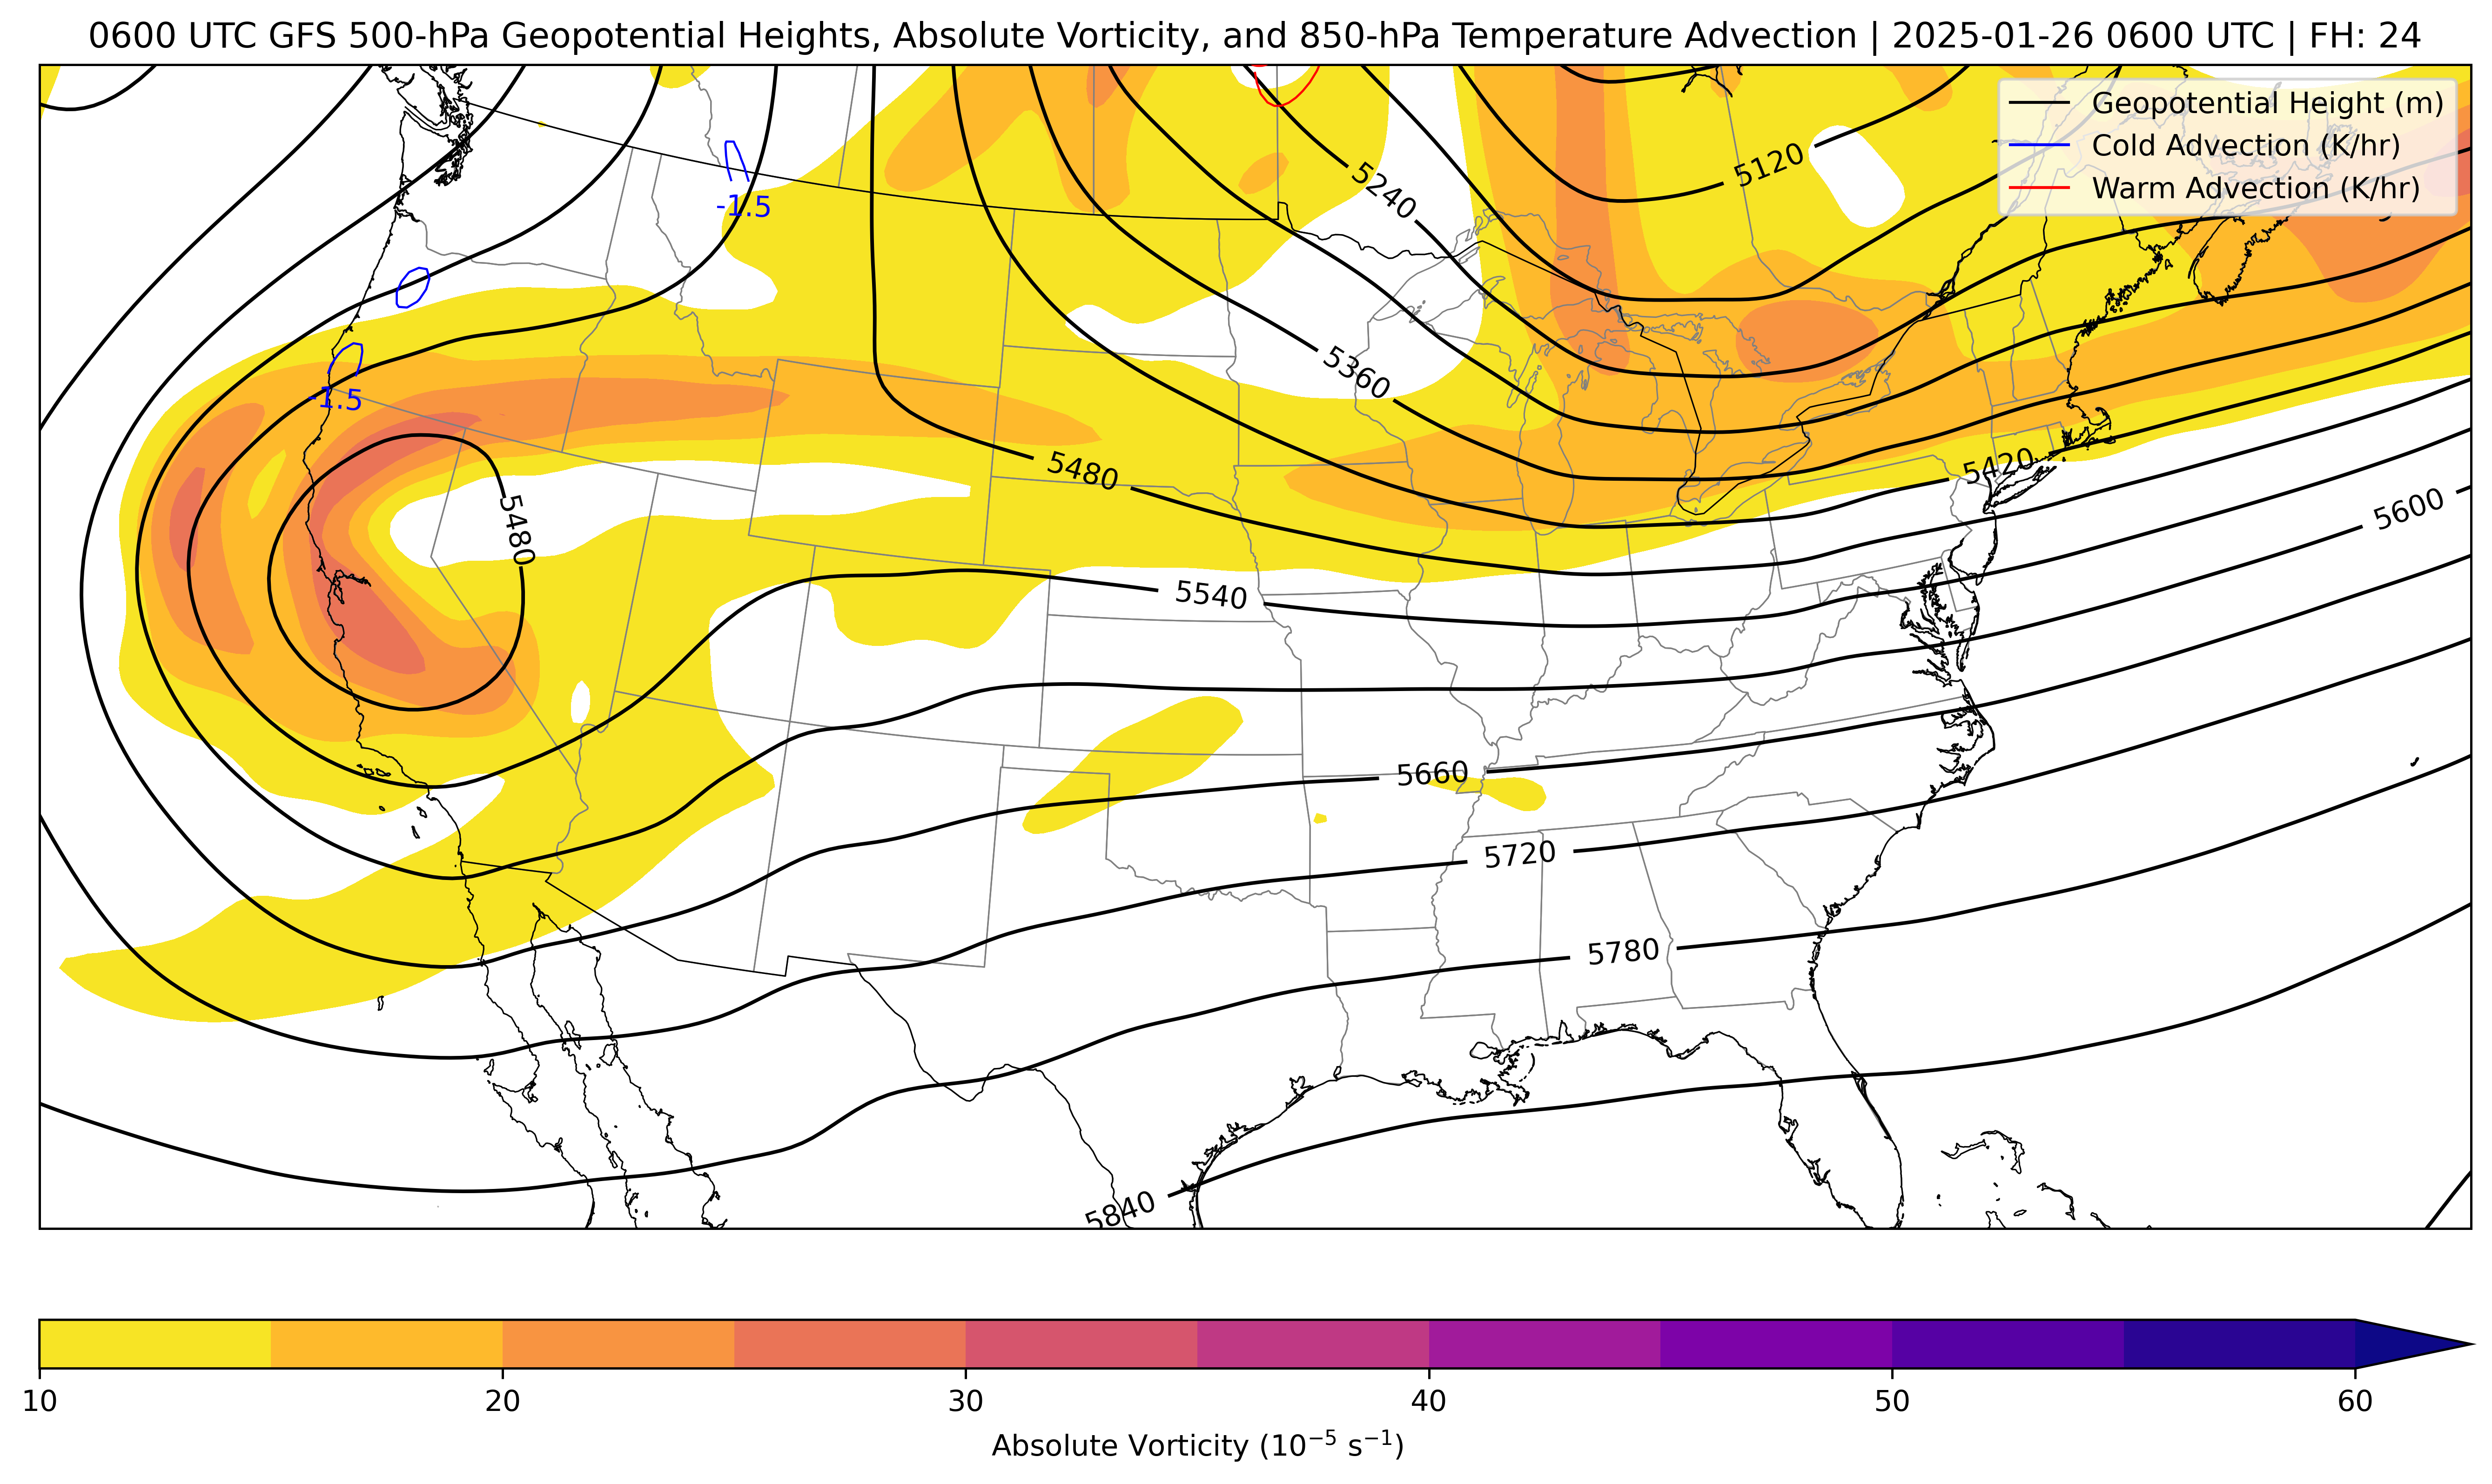 0600 UTC GFS 500-hPa Geopotential Heights, Absolute Vorticity, and 850-hPa Temperature Advection | 2025-01-26 0600 UTC | FH: 24
Geopotential Height (m)
Cold Advection (K/hr)
Warm Advection (K/hr)
5120
5240
-1.5
5360
-1.5
5480
5420
5480
5600
5540
5660
5720
5780
5840
10 20 30 40 50 60
Absolute Vorticity (10⁻⁵ s⁻¹)